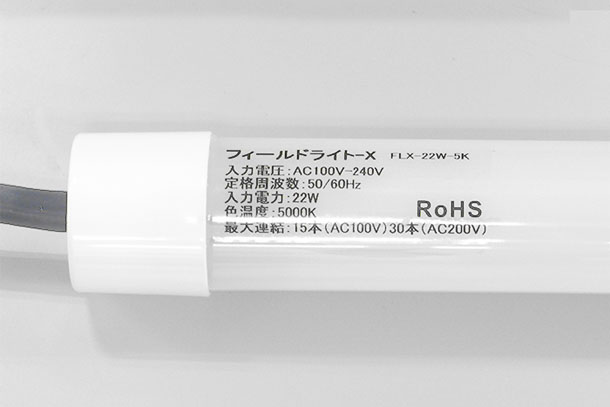 フィールドライト-X FLX-22W-5K
入力電圧:AC100V-240V
定格周波数:50/60Hz
入力電力:22W
色温度:5000K
RoHS
最大連結:15本(AC100V)30本(AC200V)